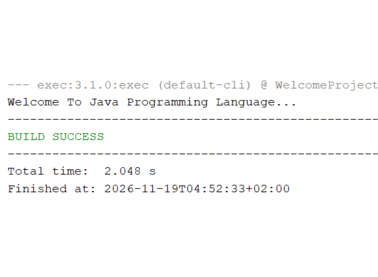 --- exec:3.1.0:exec (default-cli) @ WelcomeProject
Welcome To Java Programming Language...
------------------------------------------------
BUILD SUCCESS
------------------------------------------------
Total time:  2.048 s
Finished at: 2026-11-19T04:52:33+02:00